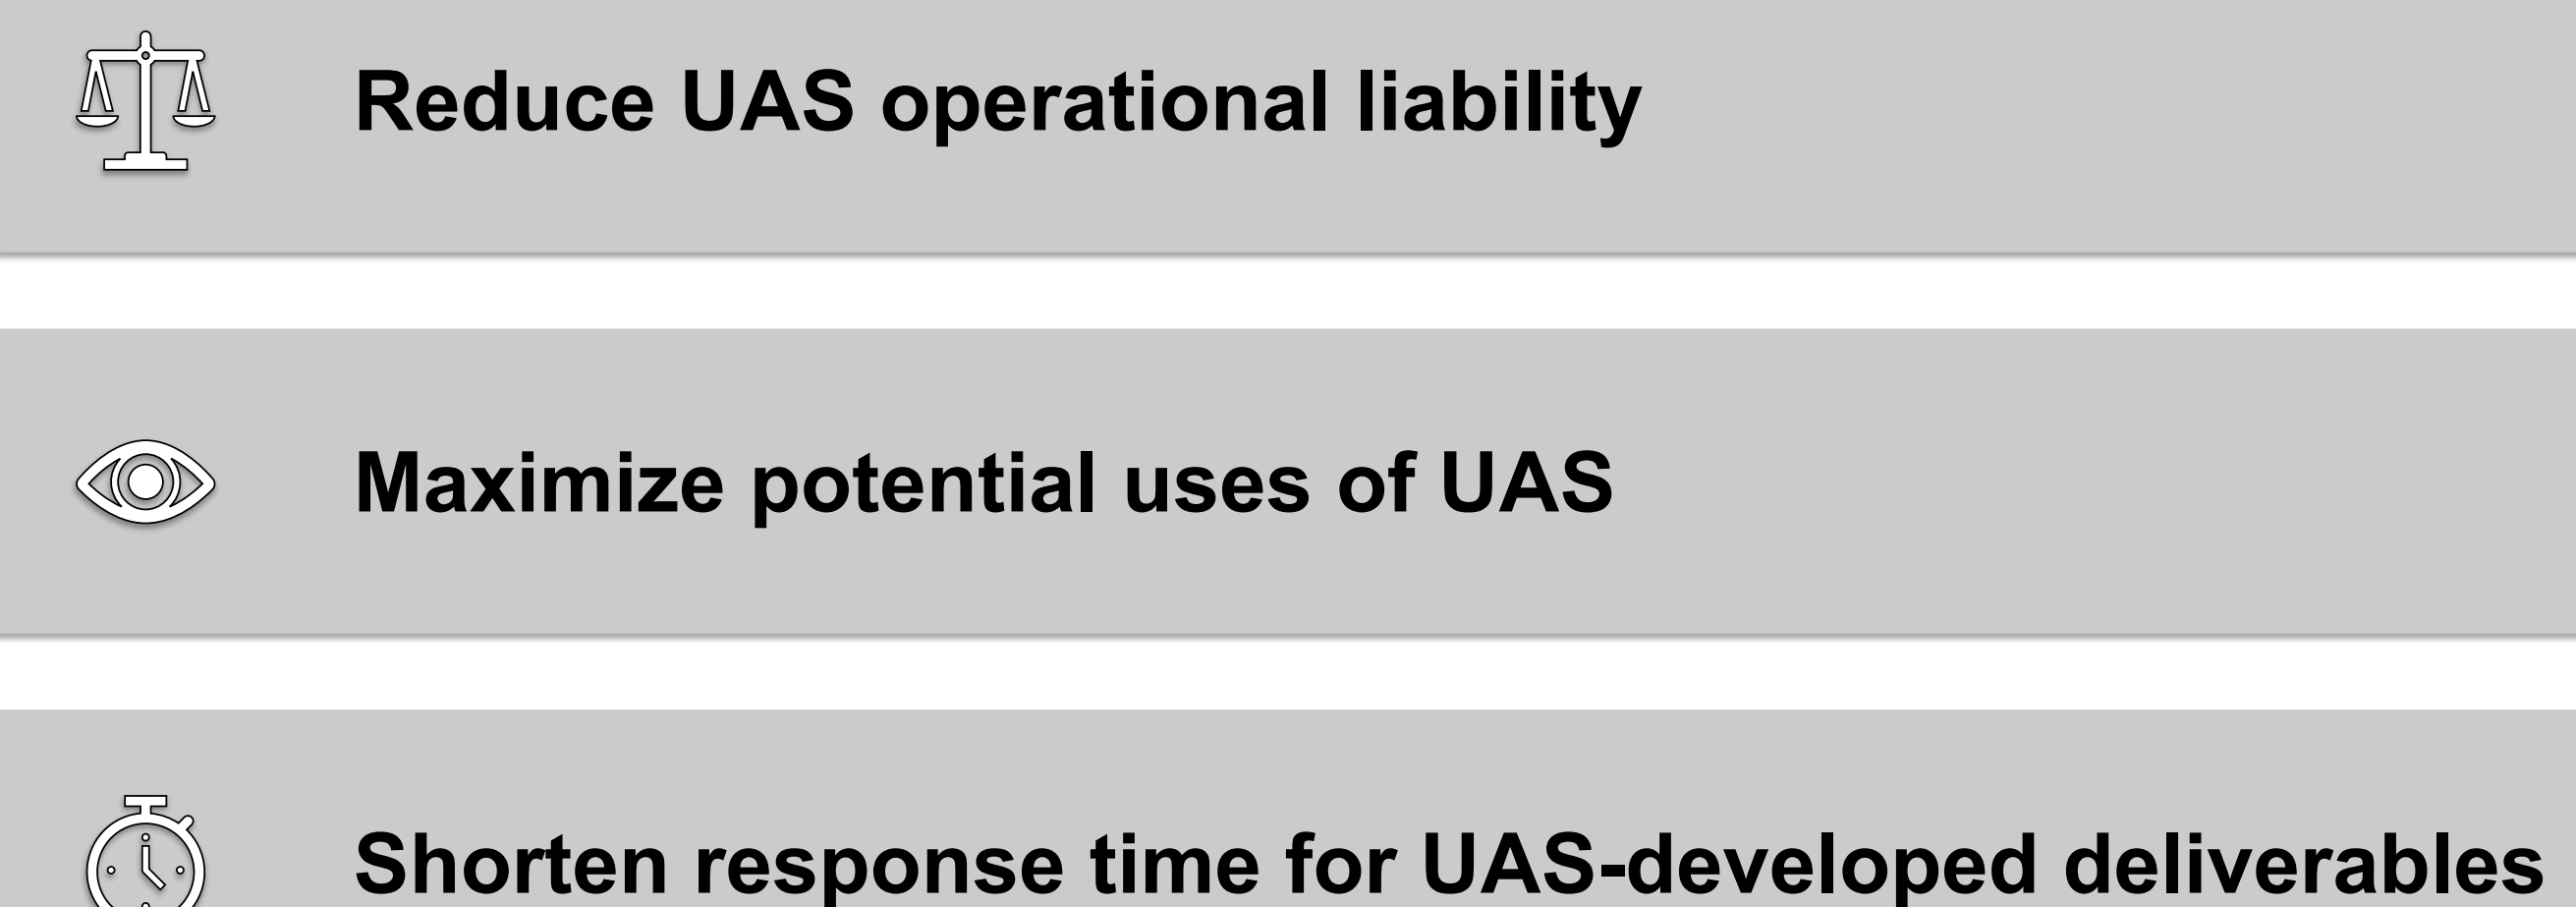 Reduce UAS operational liability
Maximize potential uses of UAS
Shorten response time for UAS-developed deliverables